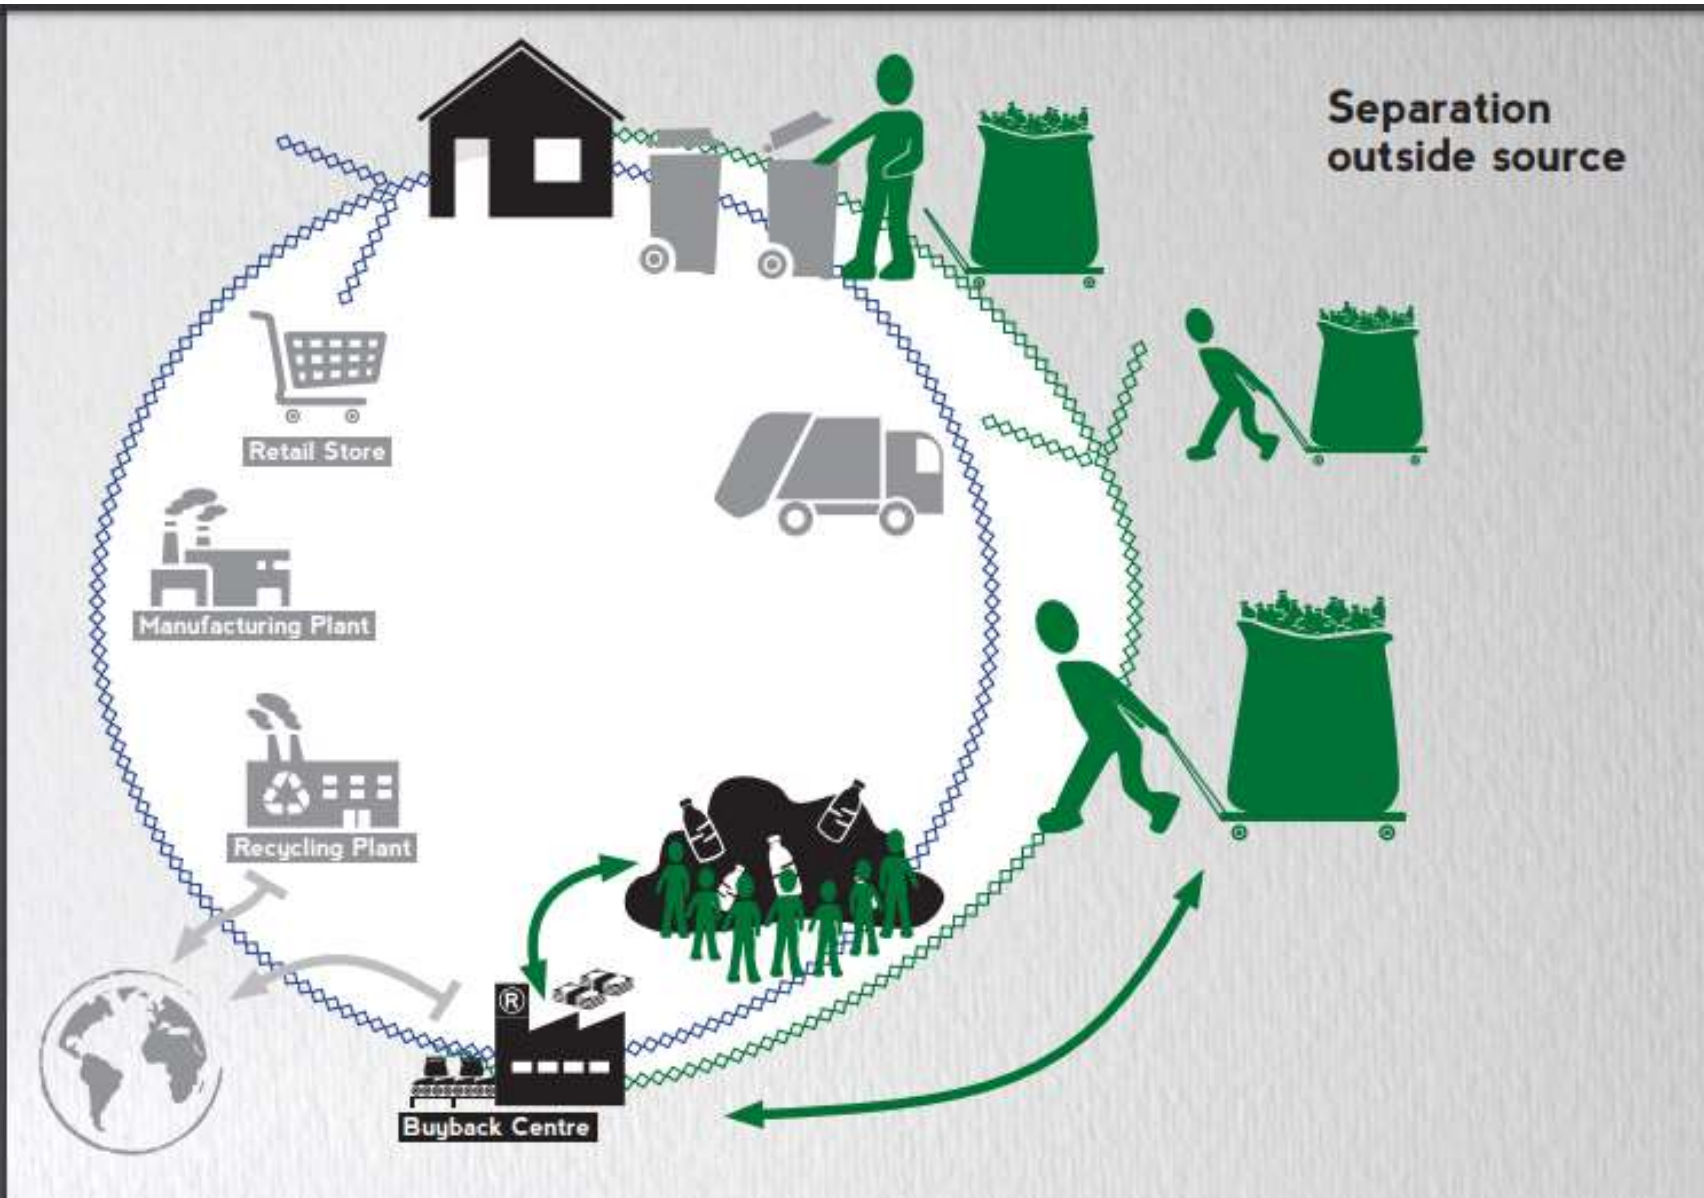 Separation
outside source
Retail Store
Manufacturing Plant
Recycling Plant
®
Buyback Centre